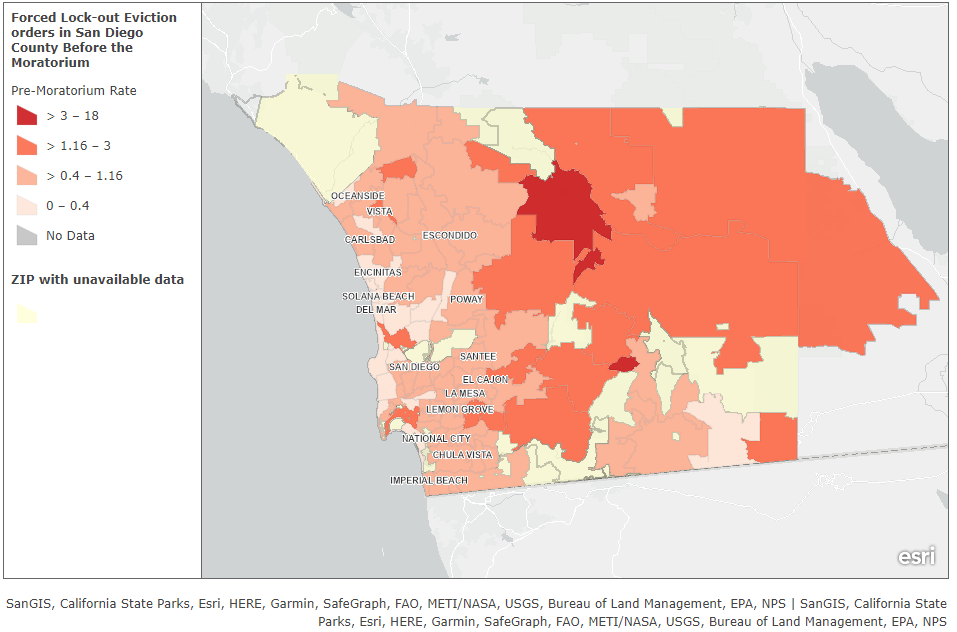 Forced Lock-out Eviction
orders in San Diego
County Before the
Moratorium
Pre-Moratorium Rate
> 3 – 18
> 1.16 – 3
> 0.4 – 1.16
0 – 0.4
No Data
ZIP with unavailable data
OCEANSIDE
VISTA
CARLSBAD
ESCONDIDO
ENCINITAS
SOLANA BEACH
POWAY
DEL MAR
SANTEE
SAN DIEGO
EL CAJON
LA MESA
LEMON GROVE
NATIONAL CITY
CHULA VISTA
IMPERIAL BEACH
esri
SanGIS, California State Parks, Esri, HERE, Garmin, SafeGraph, FAO, METI/NASA, USGS, Bureau of Land Management, EPA, NPS | SanGIS, California State
Parks, Esri, HERE, Garmin, SafeGraph, FAO, METI/NASA, USGS, Bureau of Land Management, EPA, NPS